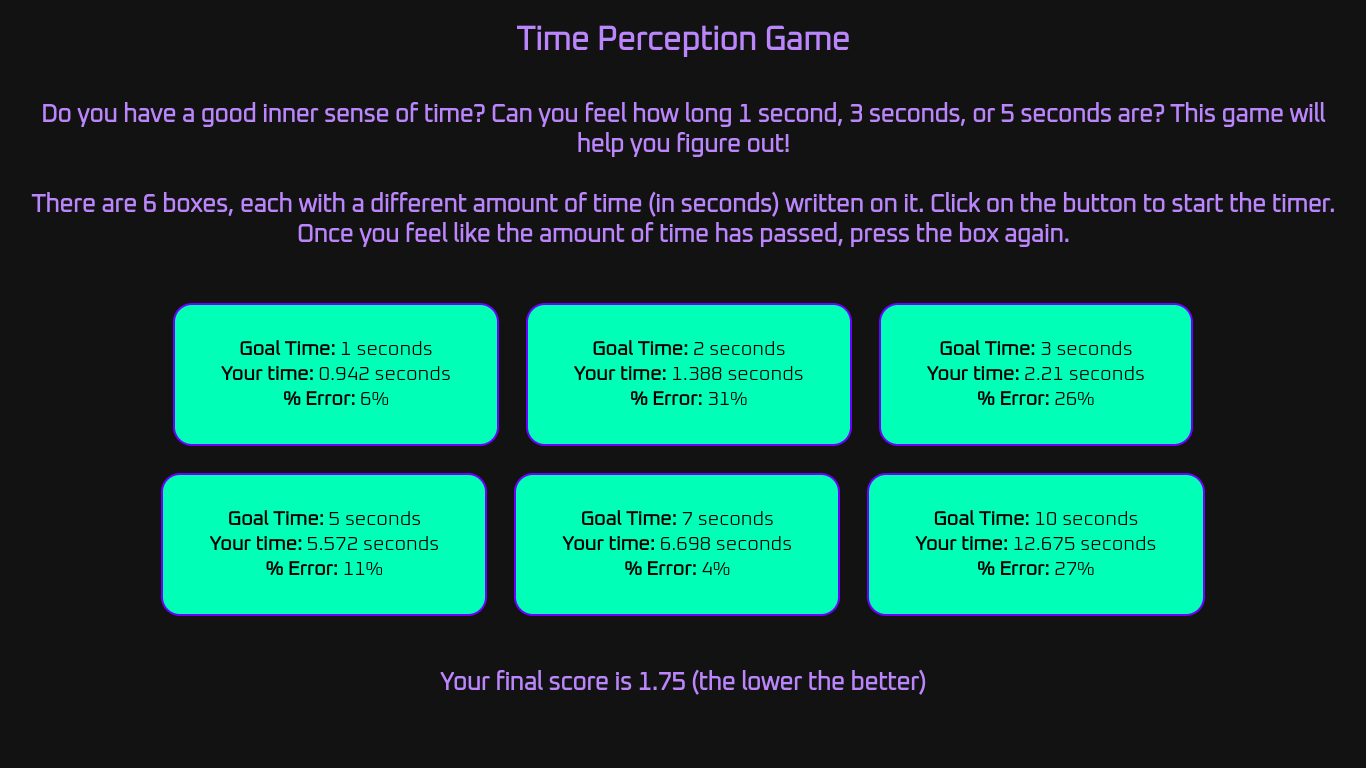 Time Perception Game
Do you have a good inner sense of time? Can you feel how long 1 second, 3 seconds, or 5 seconds are? This game will
help you figure out!
There are 6 boxes, each with a different amount of time (in seconds) written on it. Click on the button to start the timer.
Once you feel like the amount of time has passed, press the box again.
Goal Time: 1 seconds
Your time: 0.942 seconds
% Error: 6%
Goal Time: 2 seconds
Your time: 1.388 seconds
% Error: 31%
Goal Time: 3 seconds
Your time: 2.21 seconds
% Error: 26%
Goal Time: 5 seconds
Your time: 5.572 seconds
% Error: 11%
Goal Time: 7 seconds
Your time: 6.698 seconds
% Error: 4%
Goal Time: 10 seconds
Your time: 12.675 seconds
% Error: 27%
Your final score is 1.75 (the lower the better)